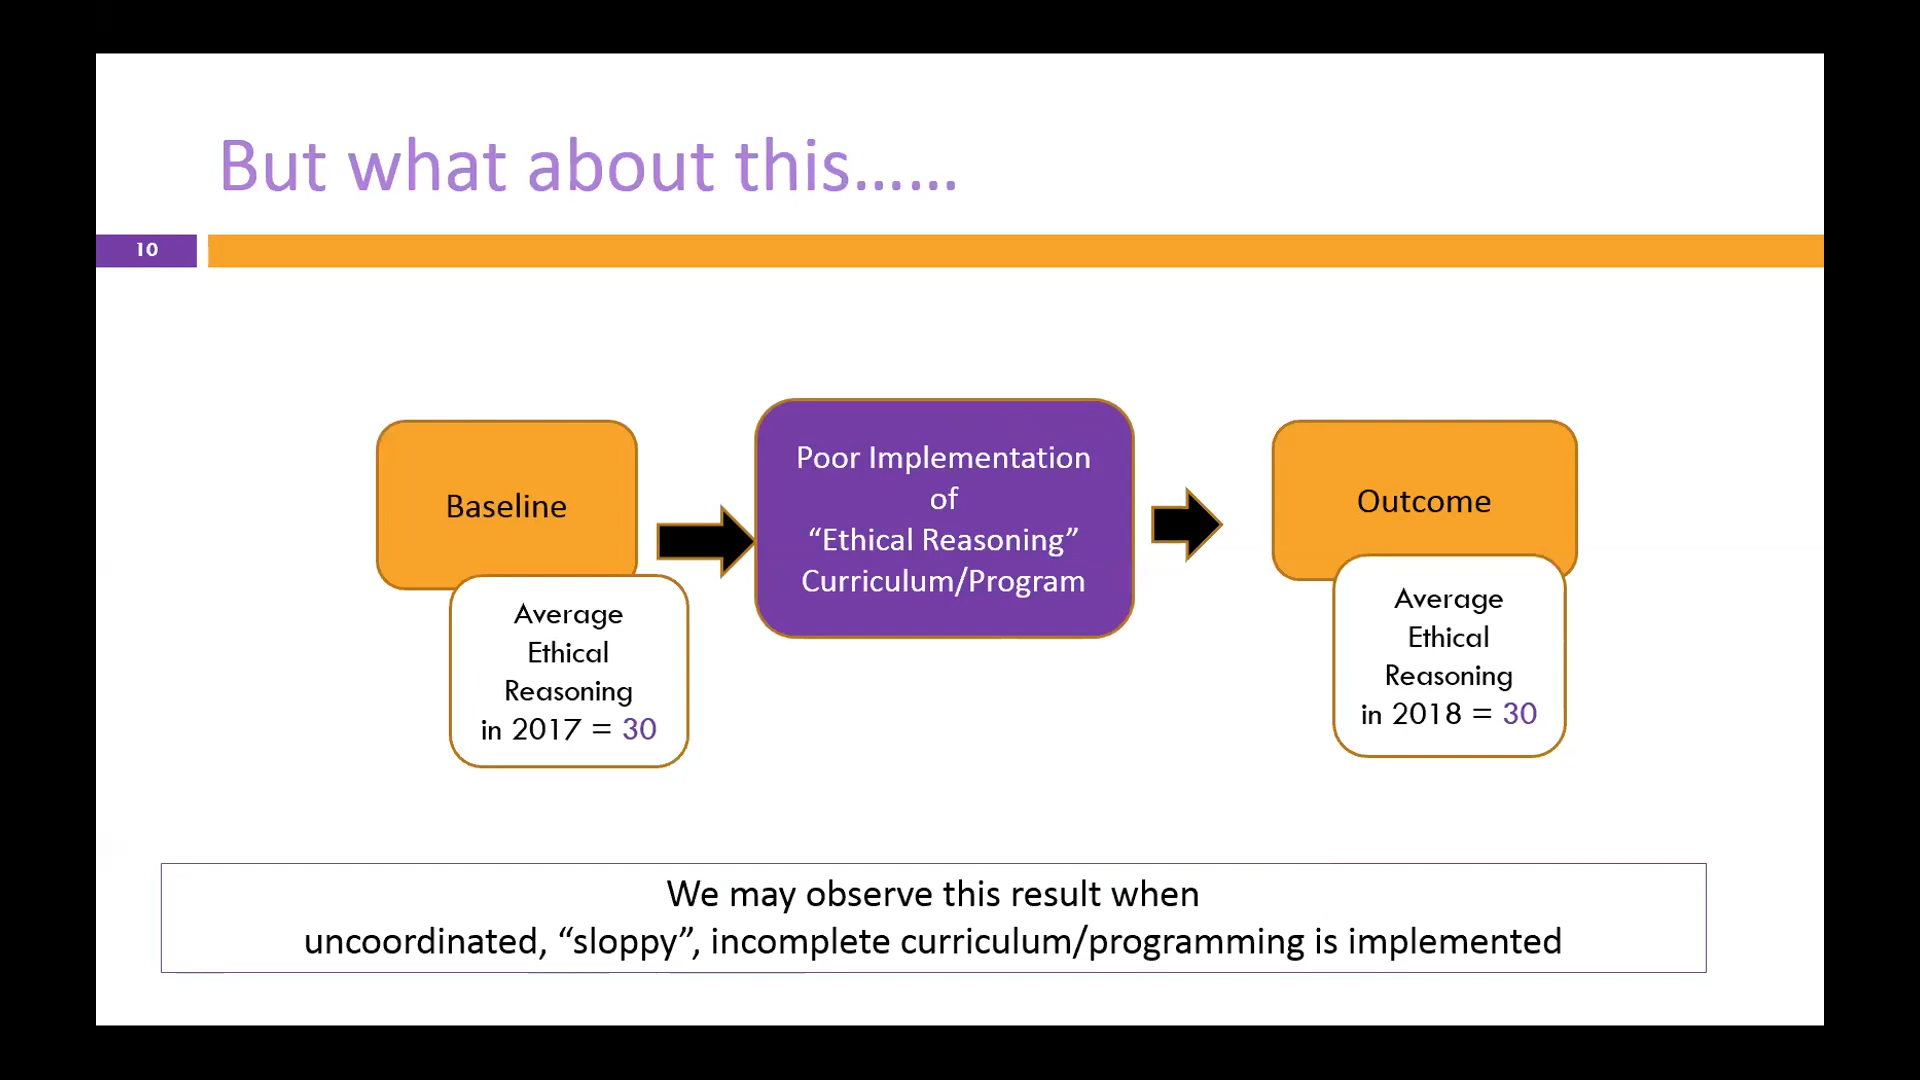 But what about this......
10
Baseline
Average
Ethical
Reasoning
in 2017 = 30
Poor Implementation
of
“Ethical Reasoning”
Curriculum/Program
Outcome
Average
Ethical
Reasoning
in 2018 = 30
We may observe this result when
uncoordinated, “sloppy”, incomplete curriculum/programming is implemented